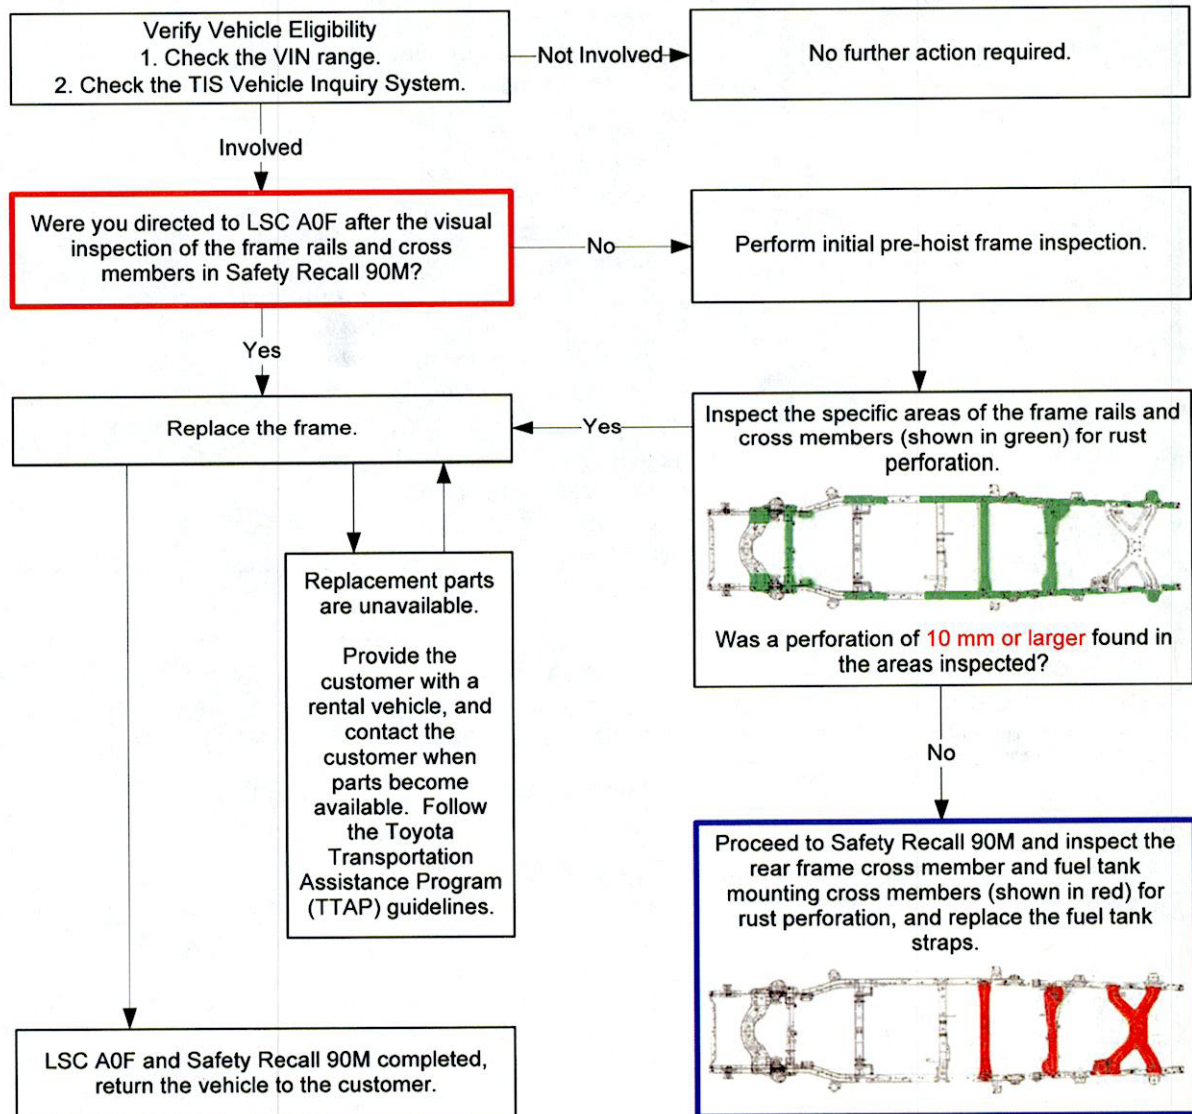 Verify Vehicle Eligibility
1. Check the VIN range.
2. Check the TIS Vehicle Inquiry System.
Not Involved
No further action required.
Involved
Were you directed to LSC A0F after the visual
inspection of the frame rails and cross
members in Safety Recall 90M?
No
Perform initial pre-hoist frame inspection.
Yes
Replace the frame.
Yes
Inspect the specific areas of the frame rails and
cross members (shown in green) for rust
perforation.
Was a perforation of 10 mm or larger found in
the areas inspected?
Replacement parts
are unavailable.
Provide the
customer with a
rental vehicle, and
contact the
customer when
parts become
available. Follow
the Toyota
Transportation
Assistance Program
(TTAP) guidelines.
No
Proceed to Safety Recall 90M and inspect the
rear frame cross member and fuel tank
mounting cross members (shown in red) for
rust perforation, and replace the fuel tank
straps.
LSC A0F and Safety Recall 90M completed,
return the vehicle to the customer.